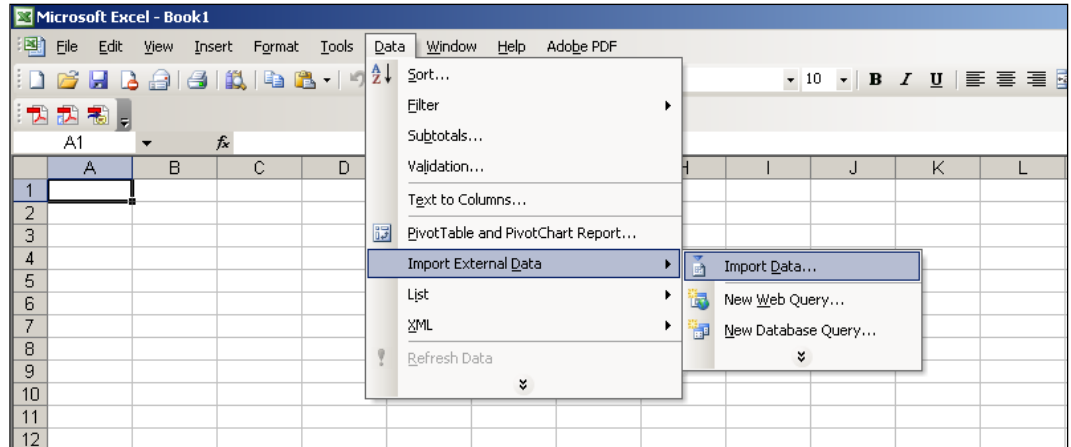 Microsoft Excel - Book1
File Edit View Insert Format Tools Data Window Help Adobe PDF
10 B I U
A1 fx
A B C D H I J K L
1
2
3
4
5
6
7
8
9
10
11
12
Sort...
Filter
Subtotals...
Validation...
Text to Columns...
PivotTable and PivotChart Report...
Import External Data
List
XML
Refresh Data
Import Data...
New Web Query...
New Database Query...